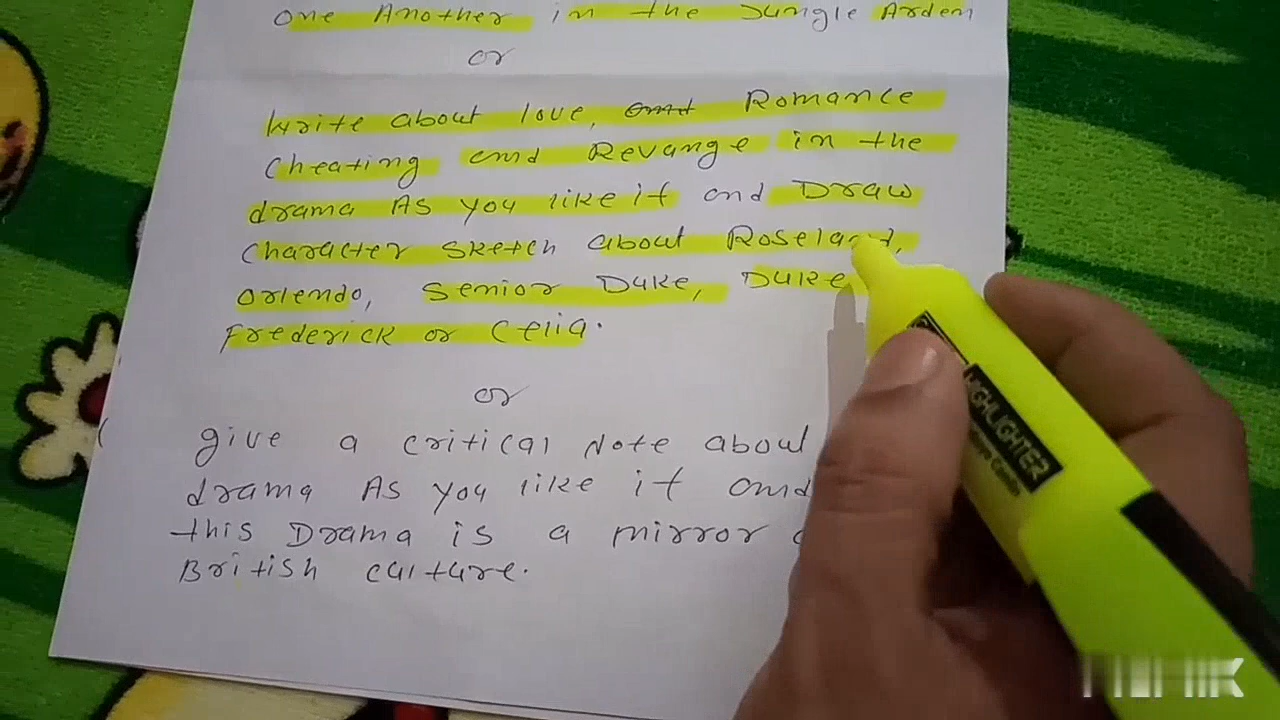 One Another in the Jungle Arden
or
Write about love, Romance
Cheating and Revange in the
drama As you like it and Draw
Character Sketch about Roseland,
Orlendo, Senior Duke, Duke
Frederick or Celia.
or
give a critical Note about
drama As you like it and
this Drama is a mirror
British culture.
HIGHLIGHTER